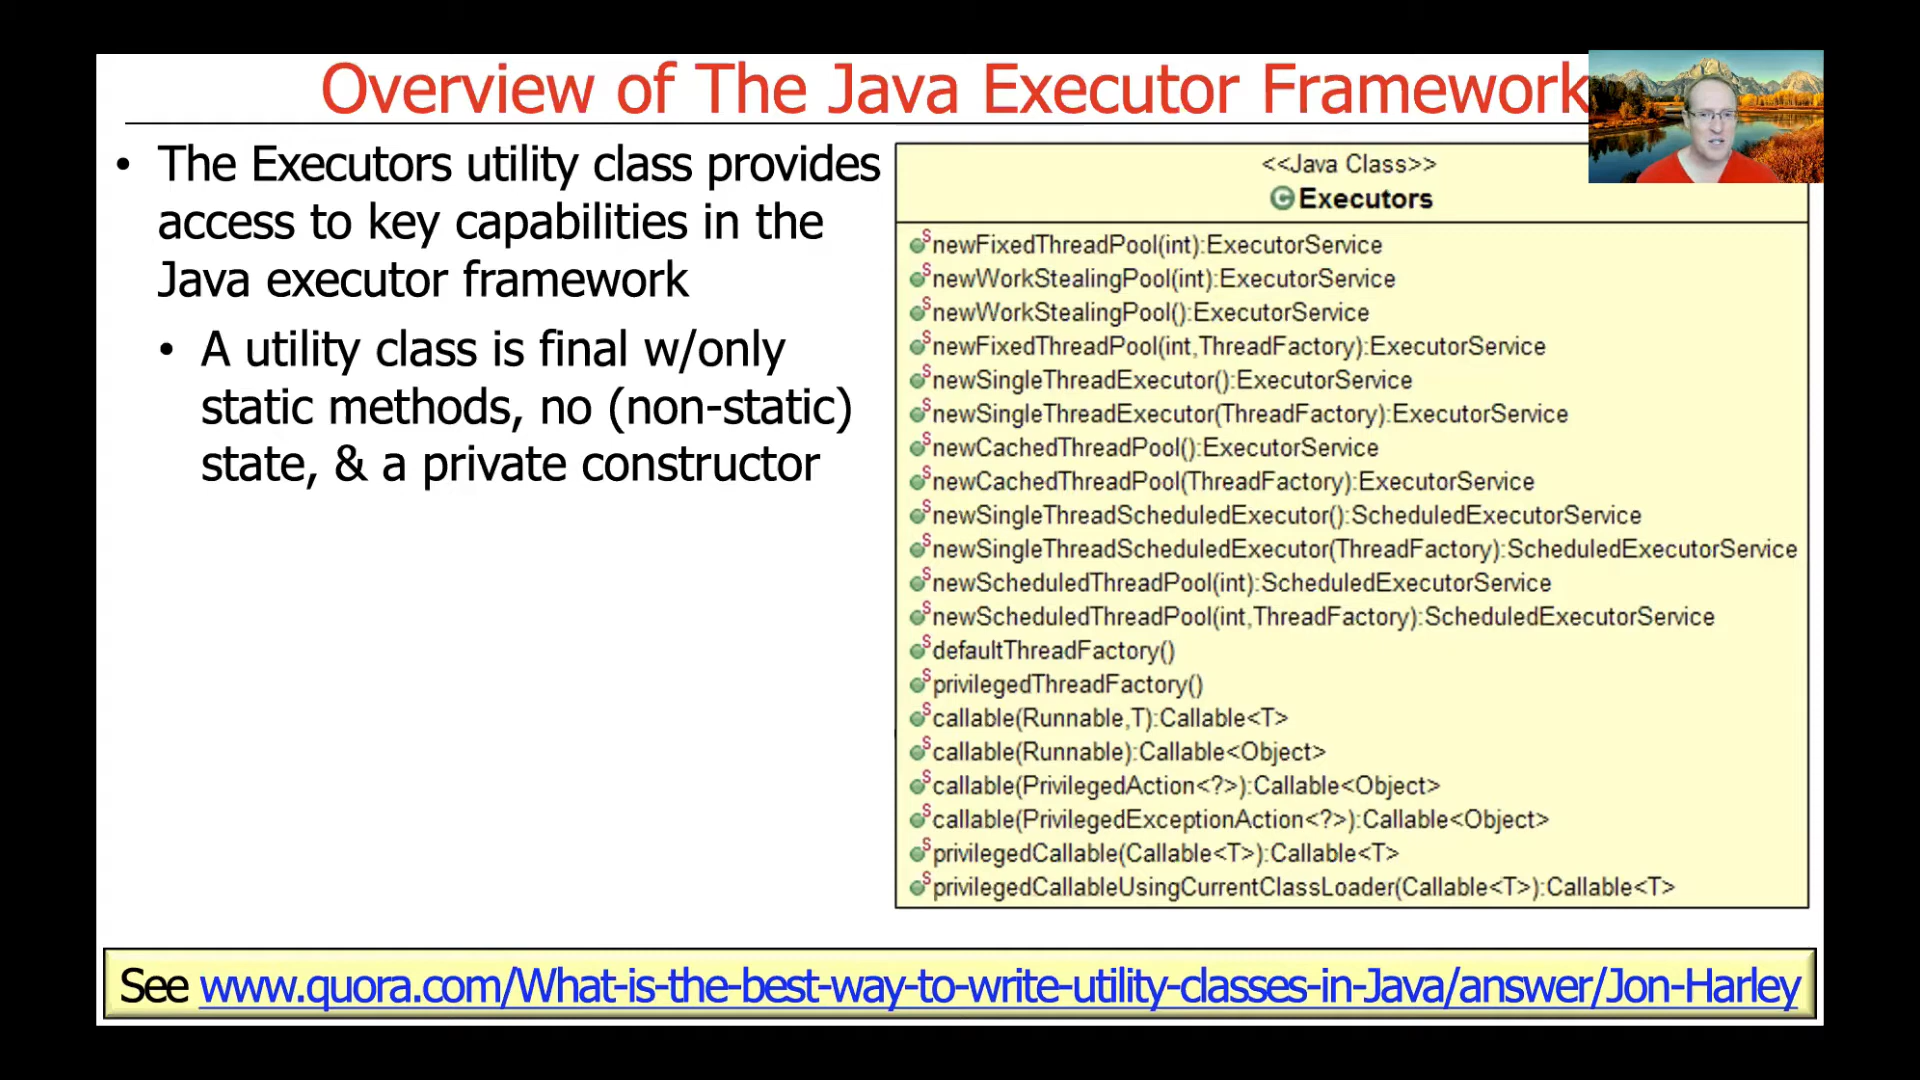 Overview of The Java Executor Framework
• The Executors utility class provides
access to key capabilities in the
Java executor framework
• A utility class is final w/only
static methods, no (non-static)
state, & a private constructor
<<Java Class>>
C Executors
S newFixedThreadPool(int):ExecutorService
S newWorkStealingPool(int):ExecutorService
S newWorkStealingPool():ExecutorService
S newFixedThreadPool(int,ThreadFactory):ExecutorService
S newSingleThreadExecutor():ExecutorService
S newSingleThreadExecutor(ThreadFactory):ExecutorService
S newCachedThreadPool():ExecutorService
S newCachedThreadPool(ThreadFactory):ExecutorService
S newSingleThreadScheduledExecutor():ScheduledExecutorService
S newSingleThreadScheduledExecutor(ThreadFactory):ScheduledExecutorService
S newScheduledThreadPool(int):ScheduledExecutorService
S newScheduledThreadPool(int,ThreadFactory):ScheduledExecutorService
S defaultThreadFactory()
S privilegedThreadFactory()
S callable(Runnable,T):Callable<T>
S callable(Runnable):Callable<Object>
S callable(PrivilegedAction<?>):Callable<Object>
S callable(PrivilegedExceptionAction<?>):Callable<Object>
S privilegedCallable(Callable<T>):Callable<T>
S privilegedCallableUsingCurrentClassLoader(Callable<T>):Callable<T>
See www.quora.com/What-is-the-best-way-to-write-utility-classes-in-Java/answer/Jon-Harley